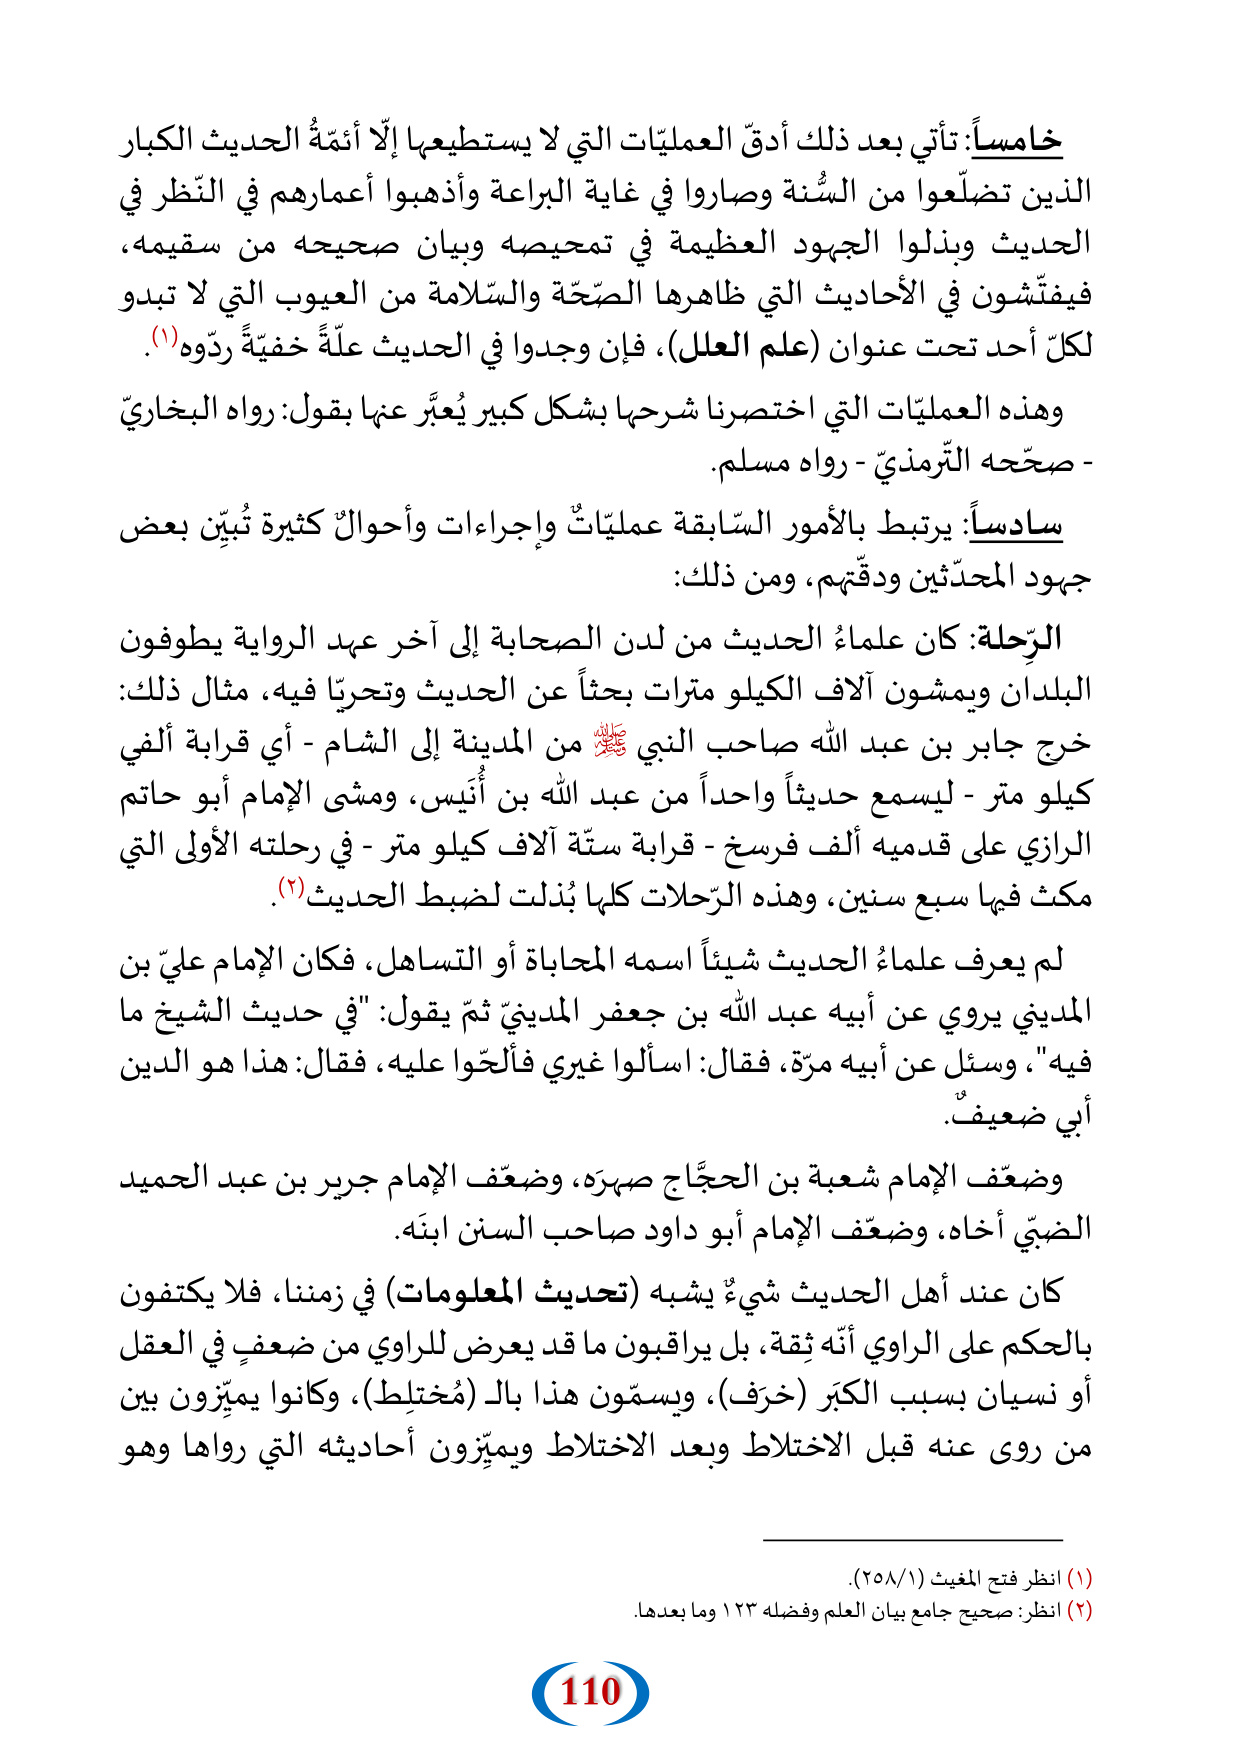 خامساً: تأتي بعد ذلك أدقّ العمليّات التي لا يستطيعها إلّا أئمّةُ الحديث الكبار
الذين تضلّعوا من السُّنة وصاروا في غاية البراعة وأذهبوا أعمارهم في النّظر في
الحديث وبذلوا الجهود العظيمة في تمحيصه وبيان صحيحه من سقيمه،
فيفتّشون في الأحاديث التي ظاهرها الصّحّة والسّلامة من العيوب التي لا تبدو
لكلّ أحد تحت عنوان (علم العلل)، فإن وجدوا في الحديث علّةً خفيّةً ردّوه(١).
وهذه العمليّات التي اختصرنا شرحها بشكل كبير يُعبَّر عنها بقول: رواه البخاريّ
- صحّحه التّرمذيّ - رواه مسلم.
سادساً: يرتبط بالأمور السّابقة عمليّاتٌ وإجراءات وأحوالٌ كثيرة تُبيِّن بعض
جهود المحدّثين ودقّتهم، ومن ذلك:
الرِّحلة: كان علماءُ الحديث من لدن الصحابة إلى آخر عهد الرواية يطوفون
البلدان ويمشون آلاف الكيلو مترات بحثاً عن الحديث وتحريّا فيه، مثال ذلك:
خرج جابر بن عبد الله صاحب النبي ﷺ من المدينة إلى الشام - أي قرابة ألفي
كيلو متر - ليسمع حديثاً واحداً من عبد الله بن أُنَيس، ومشى الإمام أبو حاتم
الرازي على قدميه ألف فرسخ - قرابة ستّة آلاف كيلو متر - في رحلته الأولى التي
مكث فيها سبع سنين، وهذه الرّحلات كلها بُذلت لضبط الحديث(٢).
لم يعرف علماءُ الحديث شيئاً اسمه المحاباة أو التساهل، فكان الإمام عليّ بن
المديني يروي عن أبيه عبد الله بن جعفر المدينيّ ثمّ يقول: "في حديث الشيخ ما
فيه"، وسئل عن أبيه مرّة، فقال: اسألوا غيري فألحّوا عليه، فقال: هذا هو الدين
أبي ضعيفٌ.
وضعّف الإمام شعبة بن الحجَّاج صهرَه، وضعّف الإمام جرير بن عبد الحميد
الضبّي أخاه، وضعّف الإمام أبو داود صاحب السنن ابنَه.
كان عند أهل الحديث شيءٌ يشبه (تحديث المعلومات) في زمننا، فلا يكتفون
بالحكم على الراوي أنّه ثِقة، بل يراقبون ما قد يعرض للراوي من ضعفٍ في العقل
أو نسيان بسبب الكبَر (خرَف)، ويسمّون هذا بالـ (مُختلِط)، وكانوا يميِّزون بين
من روى عنه قبل الاختلاط وبعد الاختلاط ويميِّزون أحاديثه التي رواها وهو
(١) انظر فتح المغيث (٢٥٨/١).
(٢) انظر: صحيح جامع بيان العلم وفضله ١٢٣ وما بعدها.
110